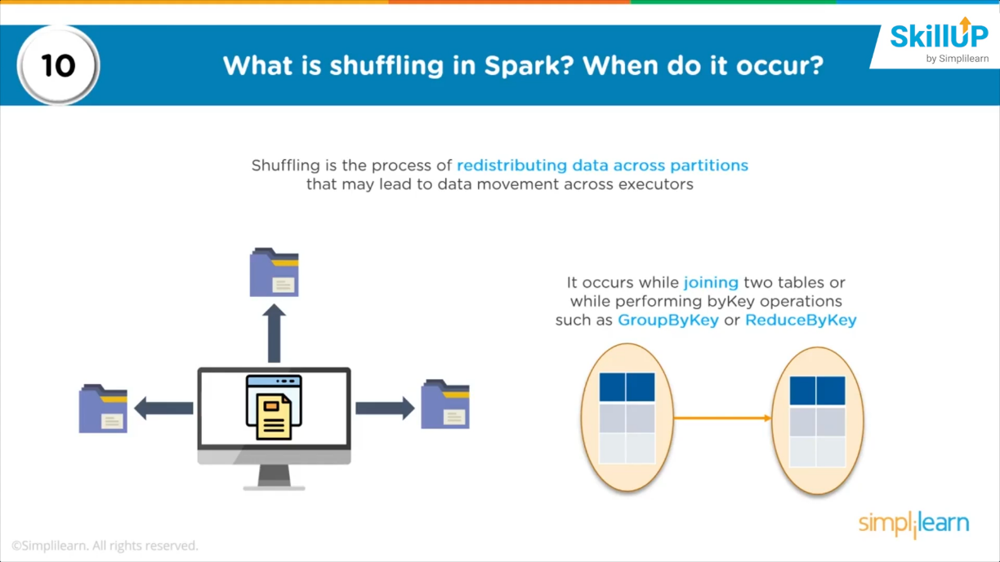 10
What is shuffling in Spark? When do it occur?
SkillUP
by Simplilearn
Shuffling is the process of redistributing data across partitions
that may lead to data movement across executors
It occurs while joining two tables or
while performing byKey operations
such as GroupByKey or ReduceByKey
simplilearn
©Simplilearn. All rights reserved.